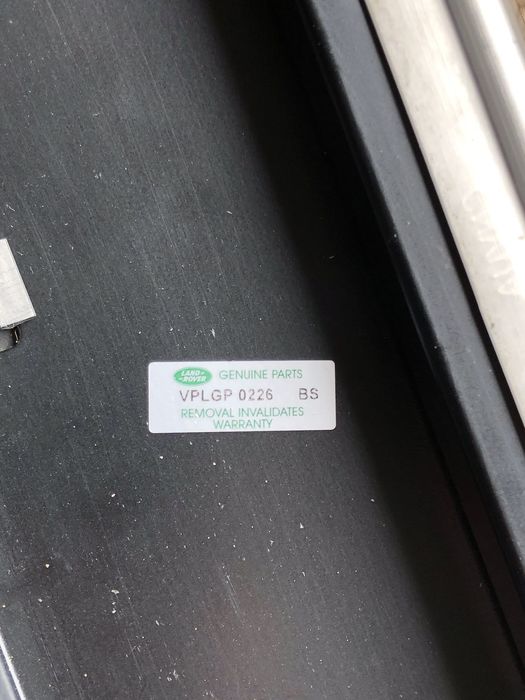 LAND-
-ROVER
GENUINE PARTS
VPLGP 0226 BS
REMOVAL INVALIDATES
WARRANTY